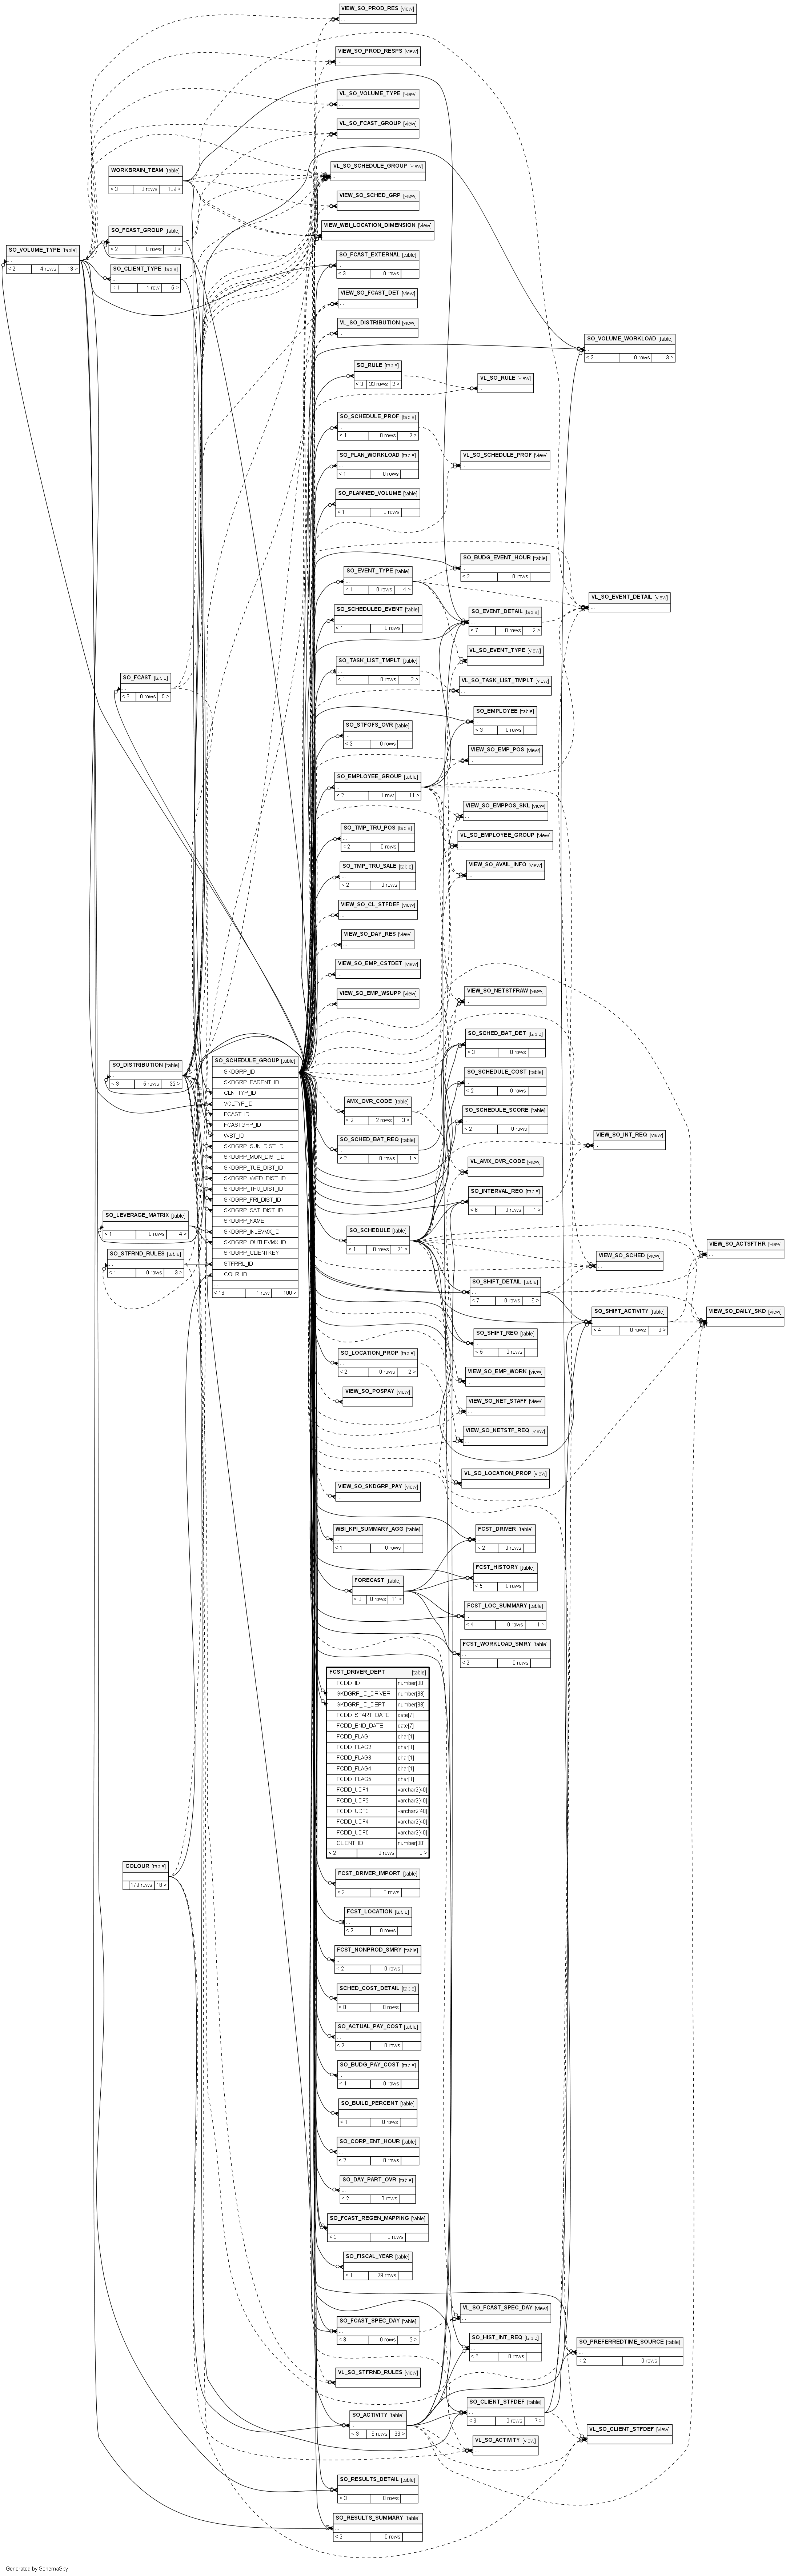 VIEW_SO_PROD_RES [view]
...
VIEW_SO_PROD_RESPS [view]
...
VL_SO_VOLUME_TYPE [view]
...
VL_SO_FCAST_GROUP [view]
...
WORKBRAIN_TEAM [table]
...
< 3 3 rows 109 >
VL_SO_SCHEDULE_GROUP [view]
...
VIEW_SO_SCHED_GRP [view]
...
VIEW_WBI_LOCATION_DIMENSION [view]
...
SO_FCAST_GROUP [table]
...
< 2 0 rows 3 >
SO_VOLUME_TYPE [table]
...
< 2 4 rows 13 >
SO_CLIENT_TYPE [table]
...
< 1 1 row 5 >
SO_FCAST_EXTERNAL [table]
...
< 3 0 rows
VIEW_SO_FCAST_DET [view]
...
VL_SO_DISTRIBUTION [view]
...
SO_VOLUME_WORKLOAD [table]
...
< 3 0 rows 3 >
SO_RULE [table]
...
< 3 33 rows 2 >
VL_SO_RULE [view]
...
SO_SCHEDULE_PROF [table]
...
< 1 0 rows 2 >
SO_PLAN_WORKLOAD [table]
...
< 1 0 rows
VL_SO_SCHEDULE_PROF [view]
...
SO_PLANNED_VOLUME [table]
...
< 1 0 rows
SO_BUDG_EVENT_HOUR [table]
...
< 2 0 rows
SO_EVENT_TYPE [table]
...
< 1 0 rows 4 >
VL_SO_EVENT_DETAIL [view]
...
SO_SCHEDULED_EVENT [table]
...
< 1 0 rows
SO_EVENT_DETAIL [table]
...
< 7 0 rows 2 >
VL_SO_EVENT_TYPE [view]
...
SO_TASK_LIST_TMPLT [table]
...
< 1 0 rows 2 >
VL_SO_TASK_LIST_TMPLT [view]
...
SO_FCAST [table]
...
< 3 0 rows 5 >
SO_EMPLOYEE [table]
...
< 3 0 rows
SO_STFOFS_OVR [table]
...
< 3 0 rows
VIEW_SO_EMP_POS [view]
...
SO_EMPLOYEE_GROUP [table]
...
< 2 1 row 11 >
VIEW_SO_EMPPOS_SKL [view]
...
SO_TMP_TRU_POS [table]
...
< 2 0 rows
VL_SO_EMPLOYEE_GROUP [view]
...
SO_TMP_TRU_SALE [table]
...
< 2 0 rows
VIEW_SO_AVAIL_INFO [view]
...
VIEW_SO_CL_STFDEF [view]
...
VIEW_SO_DAY_RES [view]
...
VIEW_SO_EMP_CSTDET [view]
...
VIEW_SO_EMP_WSUPP [view]
...
VIEW_SO_NETSTFRAW [view]
...
SO_SCHED_BAT_DET [table]
...
< 3 0 rows
SO_DISTRIBUTION [table]
...
< 3 5 rows 32 >
SO_SCHEDULE_GROUP [table]
SKDGRP_ID
SKDGRP_PARENT_ID
CLNTTYP_ID
VOLTYP_ID
FCAST_ID
FCASTGRP_ID
WBT_ID
SKDGRP_SUN_DIST_ID
SKDGRP_MON_DIST_ID
SKDGRP_TUE_DIST_ID
SKDGRP_WED_DIST_ID
SKDGRP_THU_DIST_ID
SKDGRP_FRI_DIST_ID
SKDGRP_SAT_DIST_ID
SKDGRP_NAME
SKDGRP_INLEVMX_ID
SKDGRP_OUTLEVMX_ID
SKDGRP_CLIENTKEY
STFRRL_ID
COLR_ID
...
< 16 1 row 100 >
SO_SCHEDULE_COST [table]
...
< 2 0 rows
AMX_OVR_CODE [table]
...
< 2 2 rows 3 >
SO_SCHEDULE_SCORE [table]
...
< 2 0 rows
SO_SCHED_BAT_REQ [table]
...
< 2 0 rows 1 >
VIEW_SO_INT_REQ [view]
...
VL_AMX_OVR_CODE [view]
...
SO_INTERVAL_REQ [table]
...
< 8 0 rows 1 >
SO_LEVERAGE_MATRIX [table]
...
< 1 0 rows 4 >
SO_SCHEDULE [table]
...
< 1 0 rows 21 >
SO_STFRND_RULES [table]
...
< 1 0 rows 3 >
VIEW_SO_SCHED [view]
...
VIEW_SO_ACTSFTHR [view]
...
SO_SHIFT_DETAIL [table]
...
< 7 0 rows 6 >
SO_SHIFT_ACTIVITY [table]
...
< 4 0 rows 3 >
VIEW_SO_DAILY_SKD [view]
...
SO_SHIFT_REQ [table]
...
< 5 0 rows
SO_LOCATION_PROP [table]
...
< 2 0 rows 2 >
VIEW_SO_EMP_WORK [view]
...
VIEW_SO_POSPAY [view]
...
VIEW_SO_NET_STAFF [view]
...
VIEW_SO_NETSTF_REQ [view]
...
VL_SO_LOCATION_PROP [view]
...
VIEW_SO_SKDGRP_PAY [view]
...
WBI_KPI_SUMMARY_AGG [table]
...
< 1 0 rows
FCST_DRIVER [table]
...
< 2 0 rows
FCST_HISTORY [table]
...
< 5 0 rows
FORECAST [table]
...
< 8 0 rows 11 >
FCST_LOC_SUMMARY [table]
...
< 4 0 rows 1 >
FCST_WORKLOAD_SMRY [table]
...
< 2 0 rows
FCST_DRIVER_DEPT [table]
FCDD_ID number[38]
SKDGRP_ID_DRIVER number[38]
SKDGRP_ID_DEPT number[38]
FCDD_START_DATE date[7]
FCDD_END_DATE date[7]
FCDD_FLAG1 char[1]
FCDD_FLAG2 char[1]
FCDD_FLAG3 char[1]
FCDD_FLAG4 char[1]
FCDD_FLAG5 char[1]
FCDD_UDF1 varchar2[40]
FCDD_UDF2 varchar2[40]
FCDD_UDF3 varchar2[40]
FCDD_UDF4 varchar2[40]
FCDD_UDF5 varchar2[40]
CLIENT_ID number[38]
< 2 0 rows 0 >
COLOUR [table]
...
179 rows 18 >
FCST_DRIVER_IMPORT [table]
...
< 2 0 rows
FCST_LOCATION [table]
...
< 2 0 rows
FCST_NONPROD_SMRY [table]
...
< 2 0 rows
SCHED_COST_DETAIL [table]
...
< 8 0 rows
SO_ACTUAL_PAY_COST [table]
...
< 2 0 rows
SO_BUDG_PAY_COST [table]
...
< 1 0 rows
SO_BUILD_PERCENT [table]
...
< 1 0 rows
SO_CORP_ENT_HOUR [table]
...
< 2 0 rows
SO_DAY_PART_OVR [table]
...
< 2 0 rows
SO_FCAST_REGEN_MAPPING [table]
...
< 3 0 rows
SO_FISCAL_YEAR [table]
...
< 1 29 rows
VL_SO_FCAST_SPEC_DAY [view]
...
SO_FCAST_SPEC_DAY [table]
...
< 3 0 rows 2 >
SO_HIST_INT_REQ [table]
...
< 8 0 rows
SO_PREFERREDTIME_SOURCE [table]
...
< 2 0 rows
VL_SO_STFRND_RULES [view]
...
SO_CLIENT_STFDEF [table]
...
< 8 0 rows 7 >
SO_ACTIVITY [table]
...
< 3 6 rows 33 >
VL_SO_CLIENT_STFDEF [view]
...
VL_SO_ACTIVITY [view]
...
SO_RESULTS_DETAIL [table]
...
< 3 0 rows
SO_RESULTS_SUMMARY [table]
...
< 2 0 rows
Generated by SchemaSpy